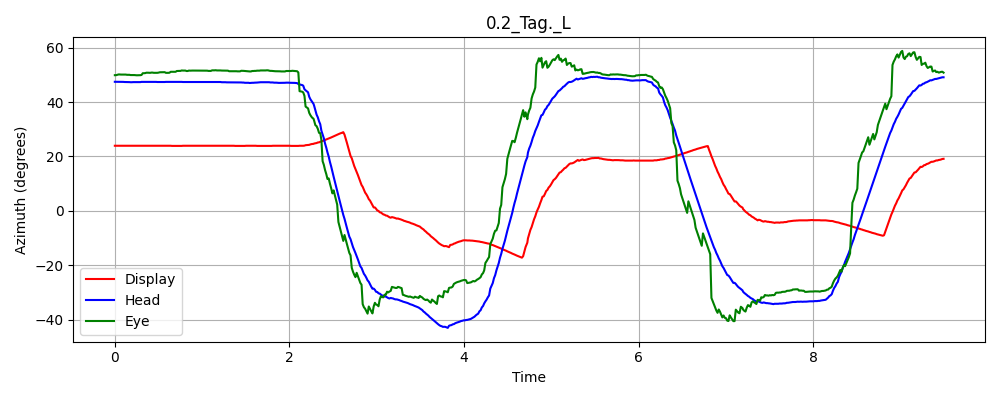 0.2_Tag._L
Azimuth (degrees)
60
40
20
0
−20
−40
Display
Head
Eye
0 2 4 6 8
Time